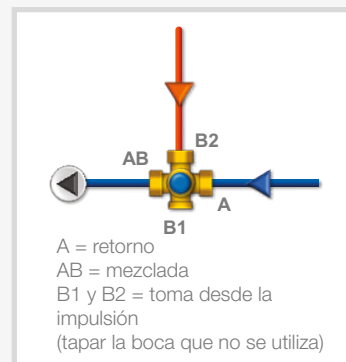 B2
AB
A
B1
A = retorno
AB = mezclada
B1 y B2 = toma desde la
impulsión
(tapar la boca que no se utiliza)